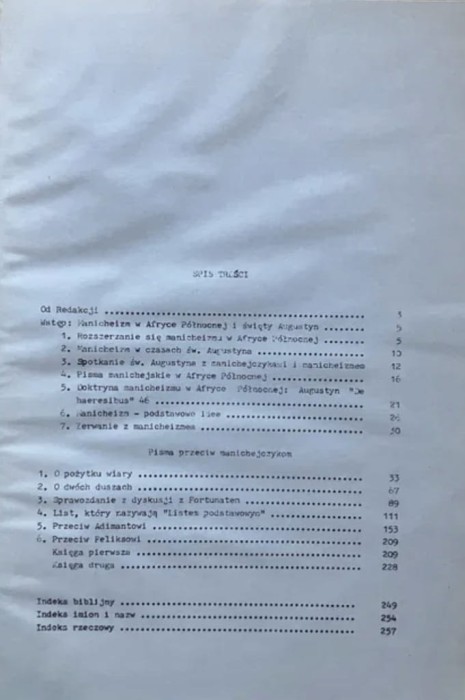 SPIS TREŚCI
Od Redakcji ........................................ 3
Wstęp: Manicheizm w Afryce Północnej i święty Augustyn ........ 5
1. Rozszerzanie się manicheizmu w Afryce Północnej ........ 5
2. Manicheizm w czasach św. Augustyna ........ 10
3. Spotkanie św. Augustyna z manichejczykami i manicheizmem 12
4. Pisma manichejskie w Afryce Północnej ........ 16
5. Doktryna manicheizmu w Afryce Północnej: Augustyn "De
haeresibus" 46 ........ 21
6. Manicheizm - podstawowe idee ........ 26
7. Zerwanie z manicheizmem ........ 30
Pisma przeciw manichejczykom
1. O pożytku wiary ........ 33
2. O dwóch duszach ........ 67
3. Sprawozdanie z dyskusji z Fortunatem ........ 89
4. List, który nazywają "Listem podstawowym" ........ 111
5. Przeciw Adimantowi ........ 153
6. Przeciw Feliksowi ........ 209
Księga pierwsza ........ 209
Księga druga ........ 228
Indeks biblijny ........ 249
Indeks imion i nazw ........ 254
Indeks rzeczowy ........ 257